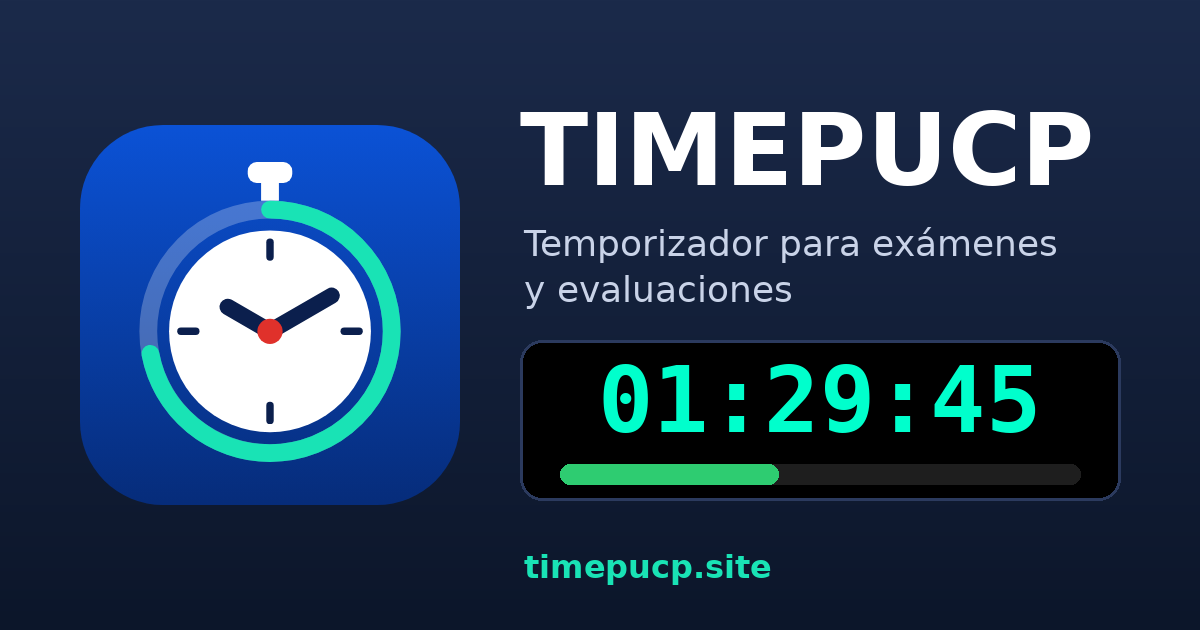 TIMEPUCP
Temporizador para exámenes
y evaluaciones
01:29:45
timepucp.site